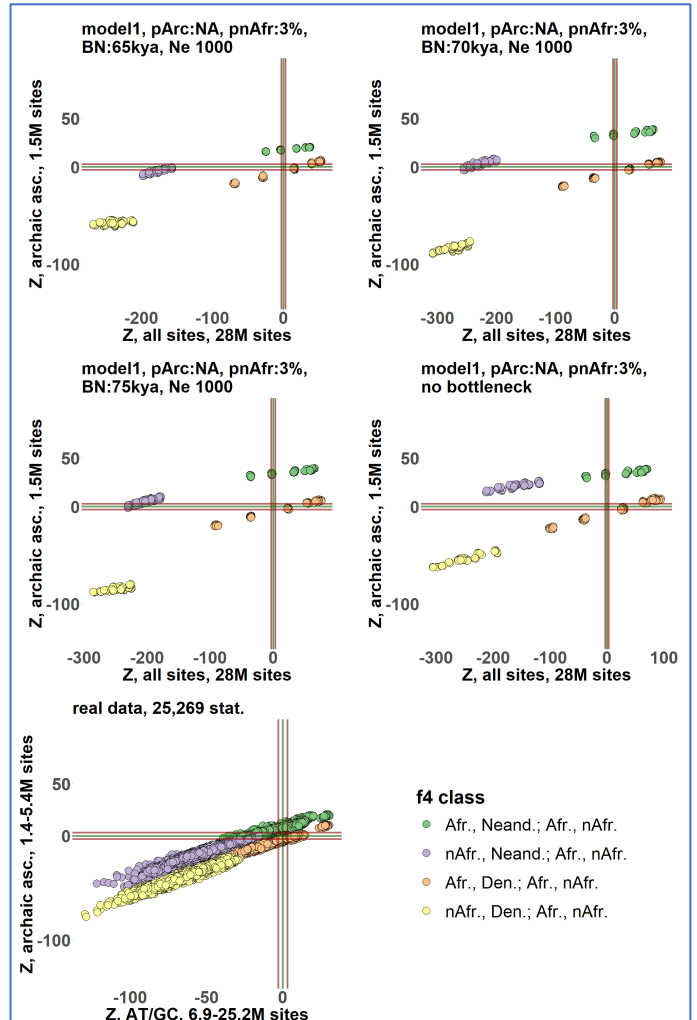 model1, pArc:NA, pnAfr:3%,
BN:65kya, Ne 1000
Z, archaic asc., 1.5M sites
50
0
-100
-200
-100
0
Z, all sites, 28M sites
model1, pArc:NA, pnAfr:3%,
BN:70kya, Ne 1000
Z, archaic asc., 1.5M sites
50
0
-100
-300
-200
-100
0
Z, all sites, 28M sites
model1, pArc:NA, pnAfr:3%,
BN:75kya, Ne 1000
Z, archaic asc., 1.5M sites
50
0
-100
-300
-200
-100
0
Z, all sites, 28M sites
model1, pArc:NA, pnAfr:3%,
no bottleneck
Z, archaic asc., 1.5M sites
50
0
-100
-300
-200
-100
0
100
Z, all sites, 28M sites
real data, 25,269 stat.
Z, archaic asc., 1.4-5.4M sites
50
0
-100
-100
-50
0
Z, AT/GC, 6.9-25.2M sites
f4 class
Afr., Neand.; Afr., nAfr.
nAfr., Neand.; Afr., nAfr.
Afr., Den.; Afr., nAfr.
nAfr., Den.; Afr., nAfr.